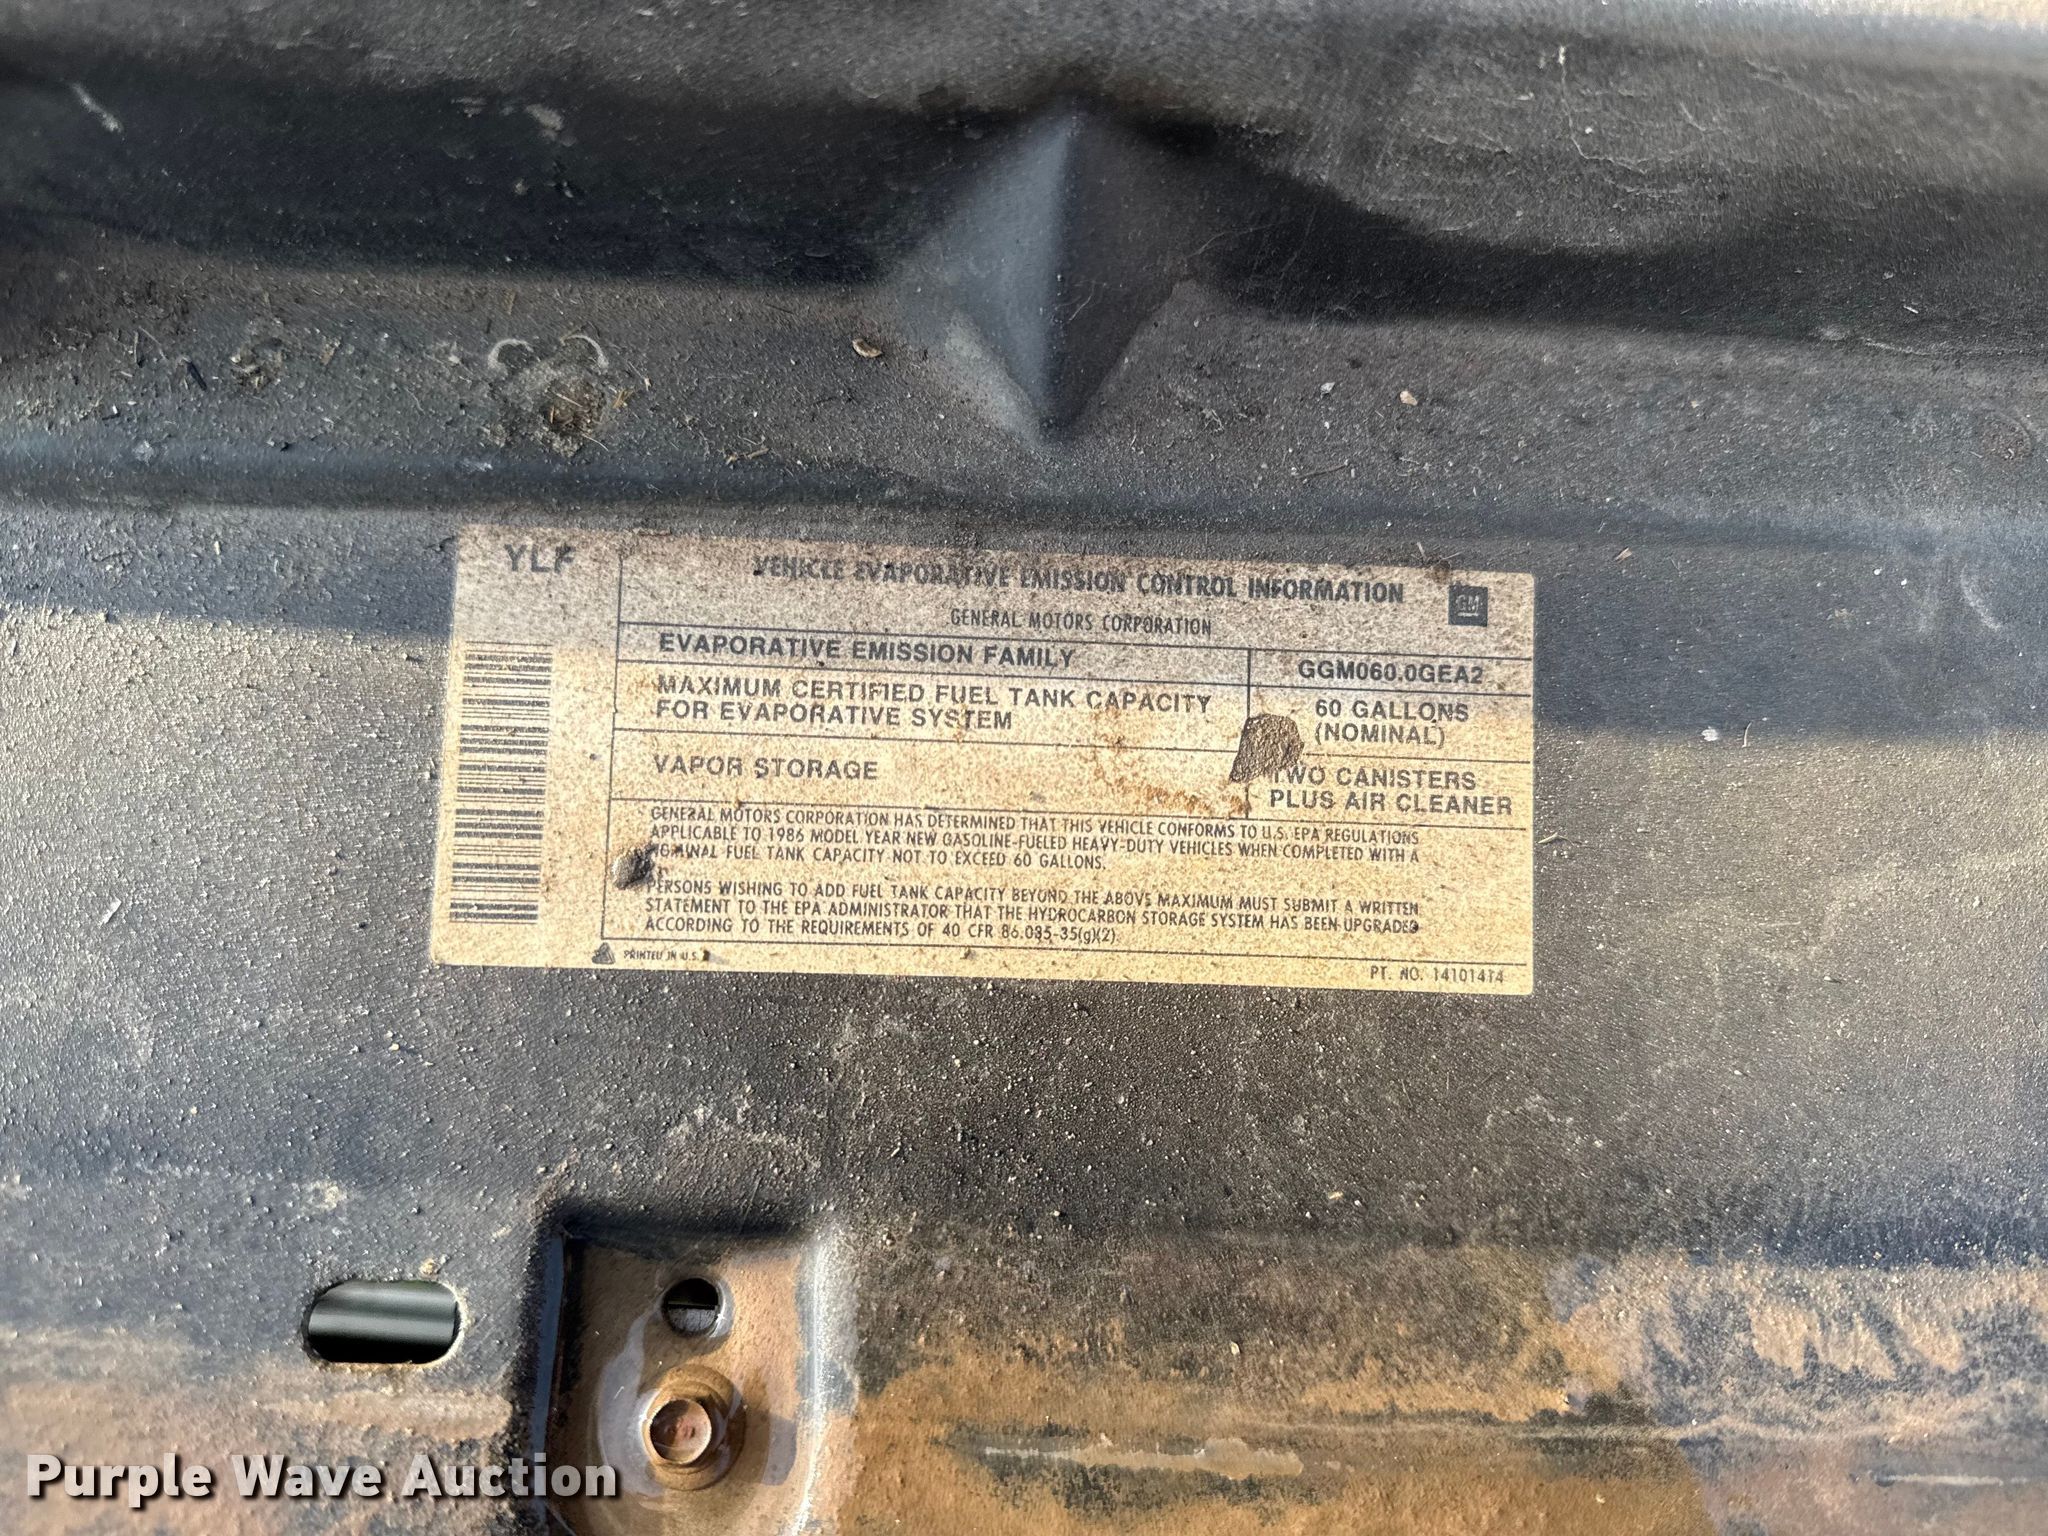 YLF
VEHICLE EVAPORATIVE EMISSION CONTROL INFORMATION
GM
GENERAL MOTORS CORPORATION
EVAPORATIVE EMISSION FAMILY
GGM060.0GEA2
MAXIMUM CERTIFIED FUEL TANK CAPACITY
FOR EVAPORATIVE SYSTEM
60 GALLONS
(NOMINAL)
VAPOR STORAGE
TWO CANISTERS
PLUS AIR CLEANER
GENERAL MOTORS CORPORATION HAS DETERMINED THAT THIS VEHICLE CONFORMS TO U.S. EPA REGULATIONS
APPLICABLE TO 1986 MODEL YEAR NEW GASOLINE-FUELED HEAVY-DUTY VEHICLES WHEN COMPLETED WITH A
NOMINAL FUEL TANK CAPACITY NOT TO EXCEED 60 GALLONS.
PERSONS WISHING TO ADD FUEL TANK CAPACITY BEYOND THE ABOVE MAXIMUM MUST SUBMIT A WRITTEN
STATEMENT TO THE EPA ADMINISTRATOR THAT THE HYDROCARBON STORAGE SYSTEM HAS BEEN UPGRADED
ACCORDING TO THE REQUIREMENTS OF 40 CFR 86.085-35(g)(2)
PRINTED IN U.S.A
PT. NO. 14101414
Purple Wave Auction